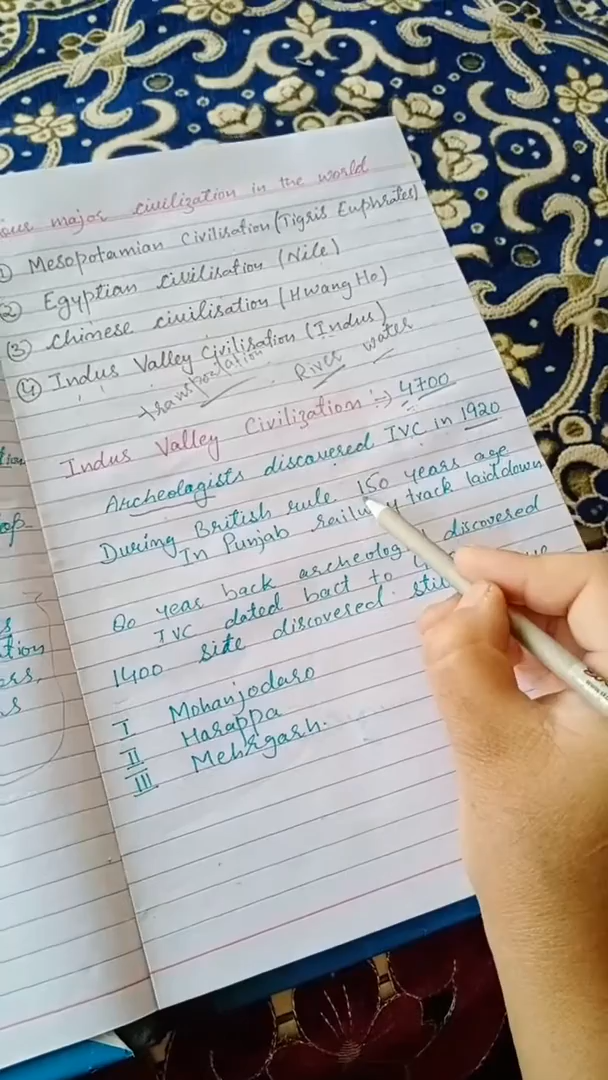 major civilization in the world
① Mesopotamian Civilisation (Tigris Euphrates)
② Egyptian civilisation (Nile)
③ Chinese civilisation (Hwang Ho)
④ Indus Valley Civilisation (Indus)
transportation River water
Indus Valley Civilization :-) 4700
Archeologists discovered IVC in 1920
During British rule 150 years age
In Punjab railway track laid down
80 year back archeolog discovered
IVC dated bact to
1400 site discovered.
I Mohanjodaro
II Harappa
III Mehrgarh.